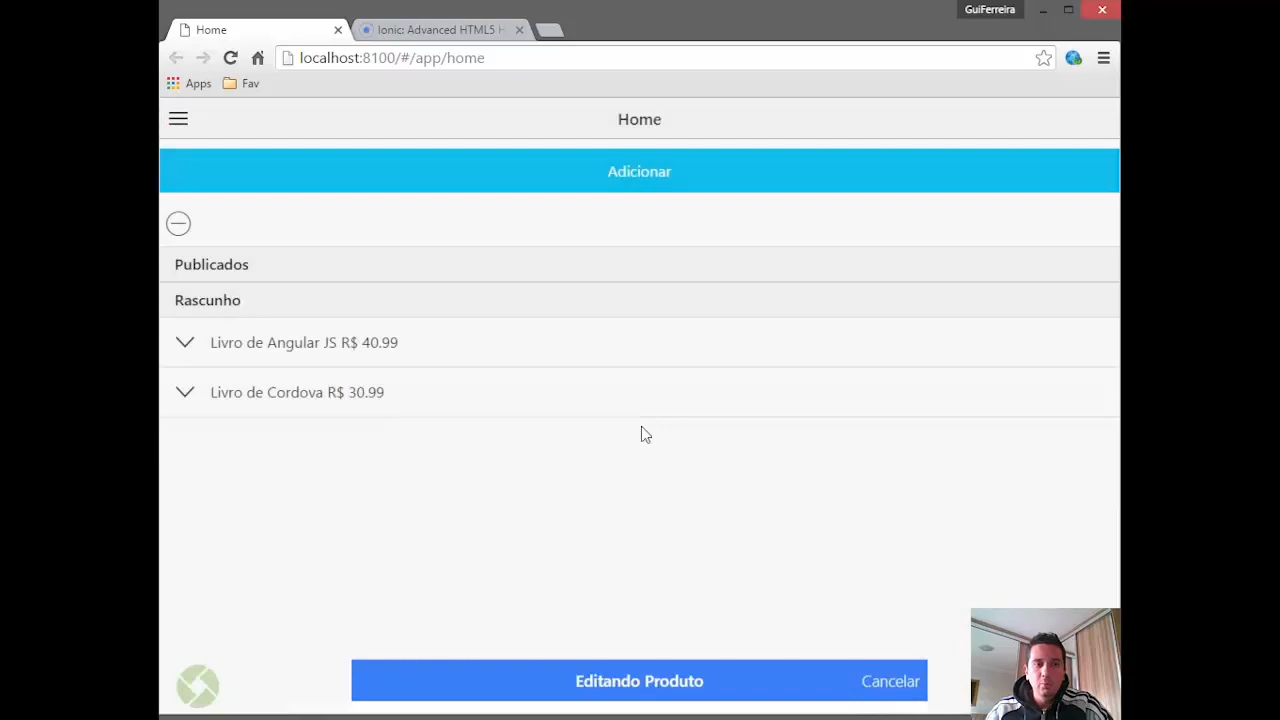 GuiFerreira
Home
Ionic: Advanced HTML5 H
localhost:8100/#/app/home
Apps
Fav
Home
Adicionar
Publicados
Rascunho
Livro de Angular JS R$ 40.99
Livro de Cordova R$ 30.99
Editando Produto
Cancelar